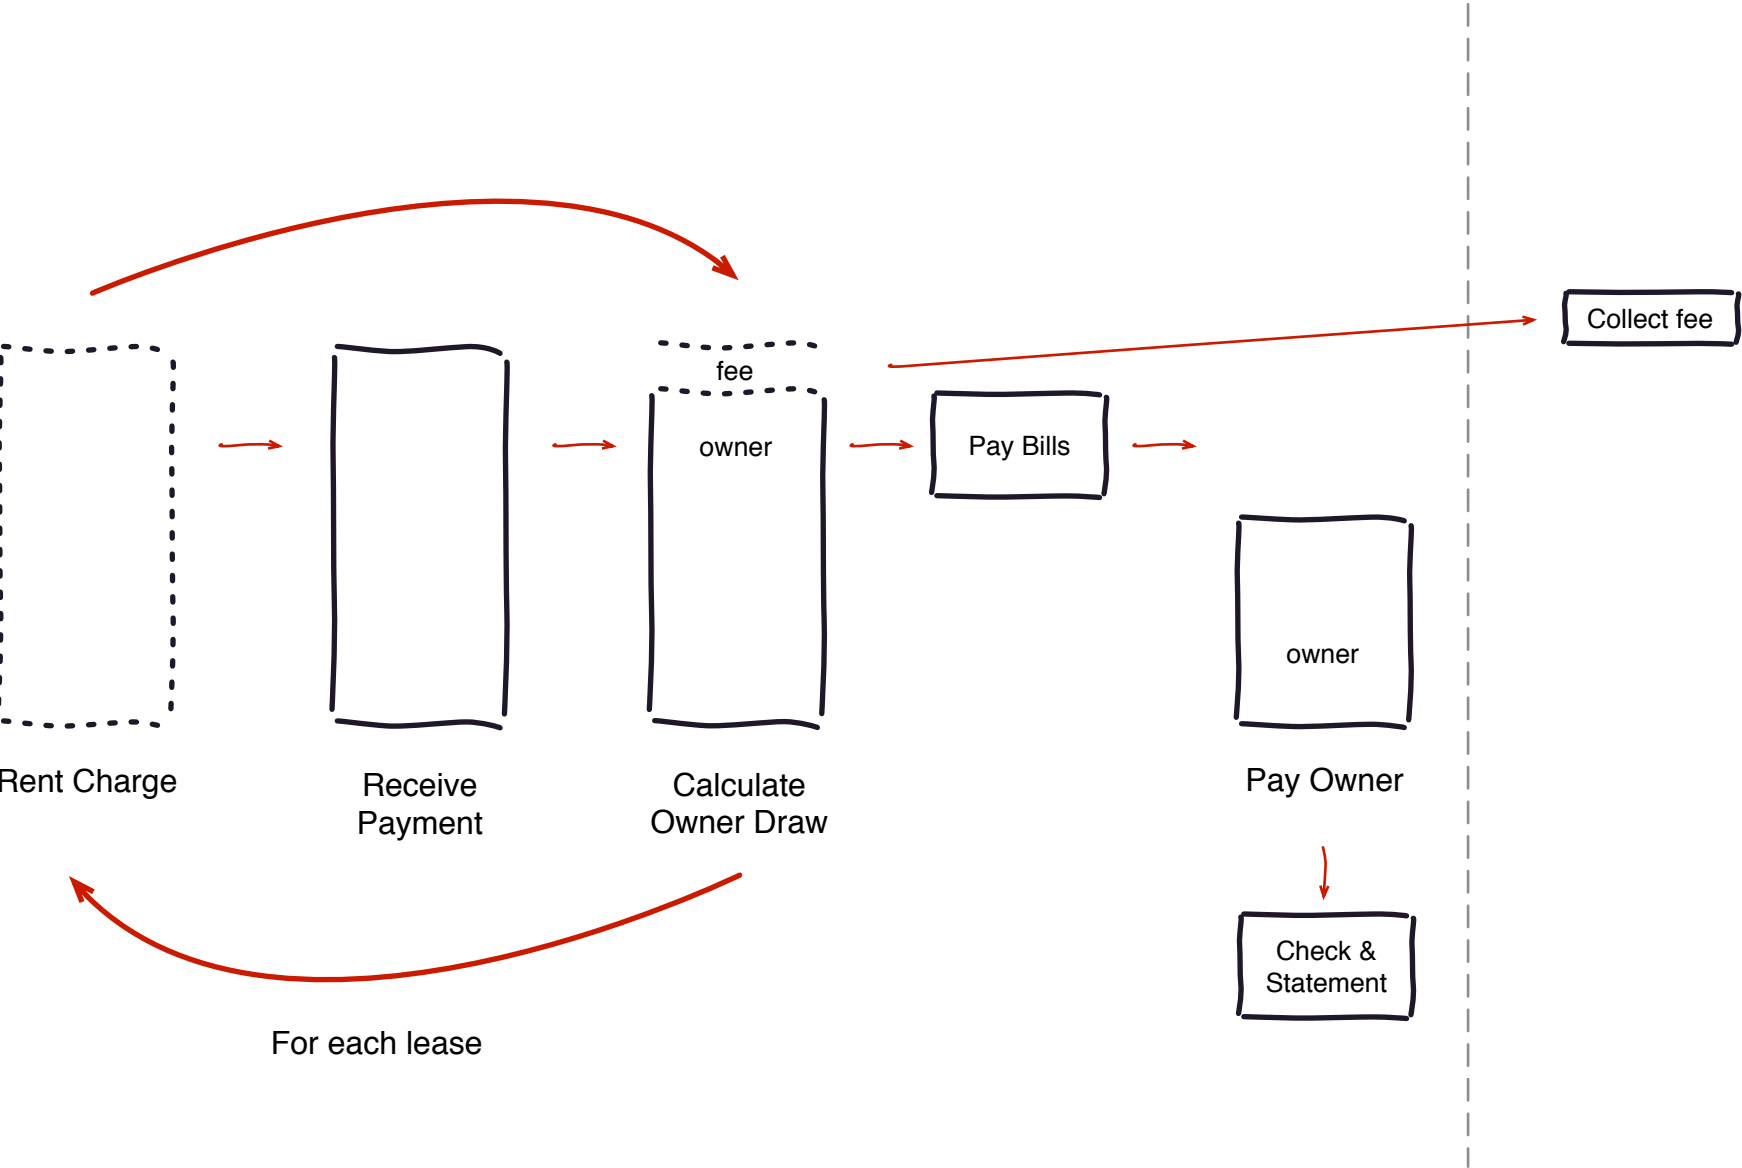 Collect fee
fee
owner
Pay Bills
owner
Rent Charge
Receive
Payment
Calculate
Owner Draw
Pay Owner
Check &
Statement
For each lease